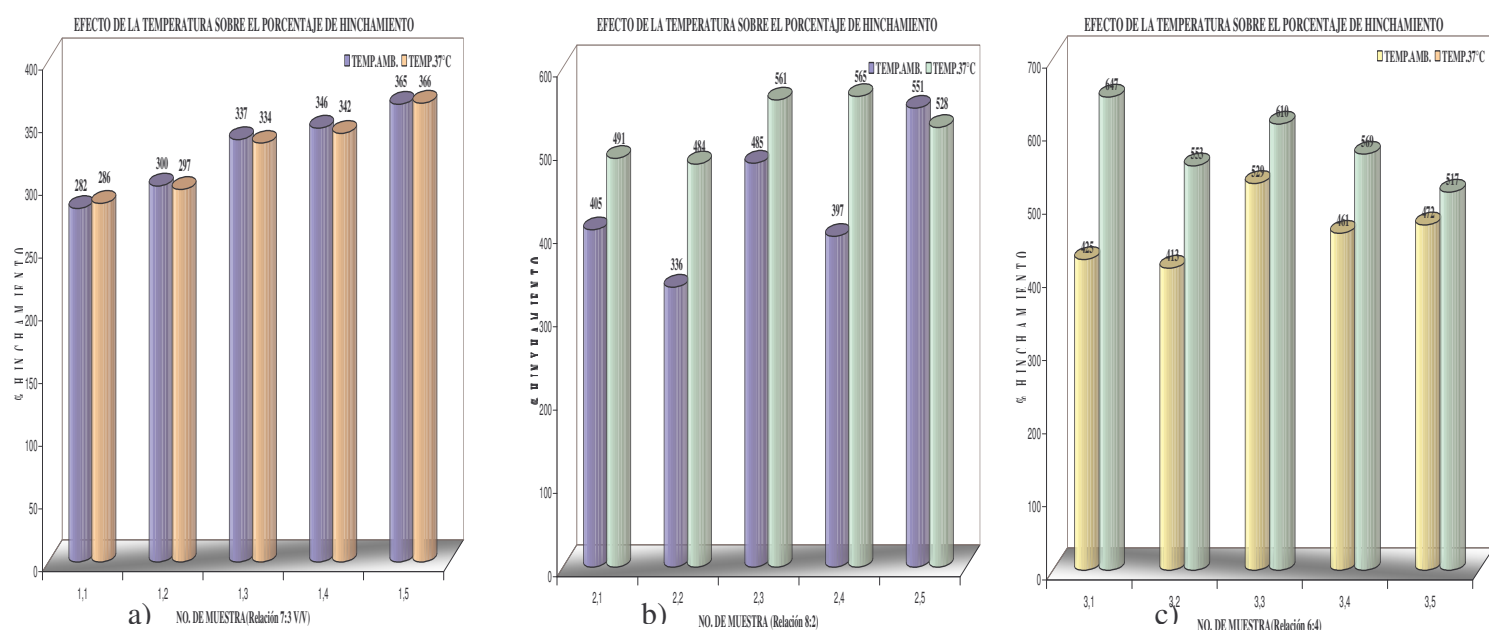 EFECTO DE LA TEMPERATURA SOBRE EL PORCENTAJE DE HINCHAMIENTO
TEMP.AMB. TEMP.37°C
400
350
300
250
200
150
100
50
0
% HINCHAMIENTO
282 286
300 297
337 334
346 342
365 366
1,1 1,2 1,3 1,4 1,5
a)
NO. DE MUESTRA(Relación 7:3 V/V)
EFECTO DE LA TEMPERATURA SOBRE EL PORCENTAJE DE HINCHAMIENTO
TEMP.AMB. TEMP.37°C
600
500
400
300
200
100
0
405 491
336 484
485 561
397 565
551 528
2,1 2,2 2,3 2,4 2,5
b)
NO. DE MUESTRA (Relación 8:2)
EFECTO DE LA TEMPERATURA SOBRE EL PORCENTAJE DE HINCHAMIENTO
TEMP.AMB. TEMP.37°C
700
600
500
400
300
200
100
0
% HINCHAMIENTO
425 647
413 553
529 610
461 569
472 517
3,1 3,2 3,3 3,4 3,5
c)
NO. DE MUESTRA(Relación 6:4)